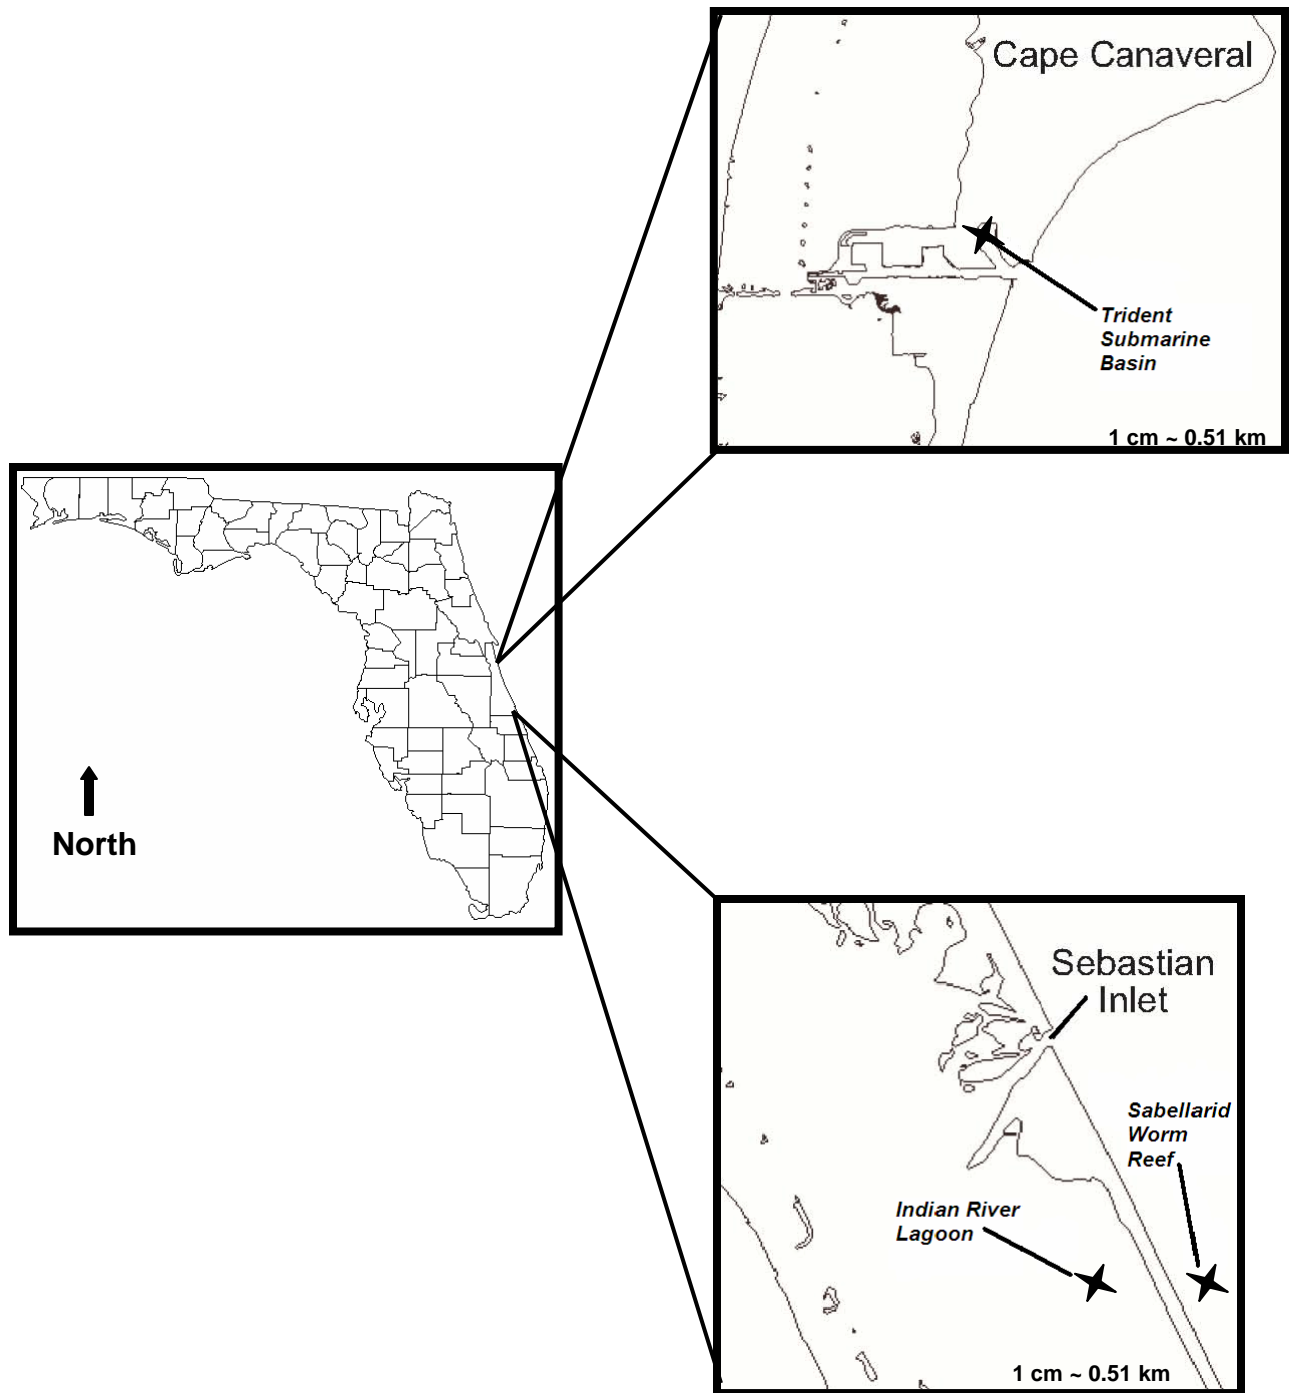 Cape Canaveral
Trident
Submarine
Basin
1 cm ~ 0.51 km
North
Sebastian
Inlet
Sabellarid
Worm
Reef
Indian River
Lagoon
1 cm ~ 0.51 km